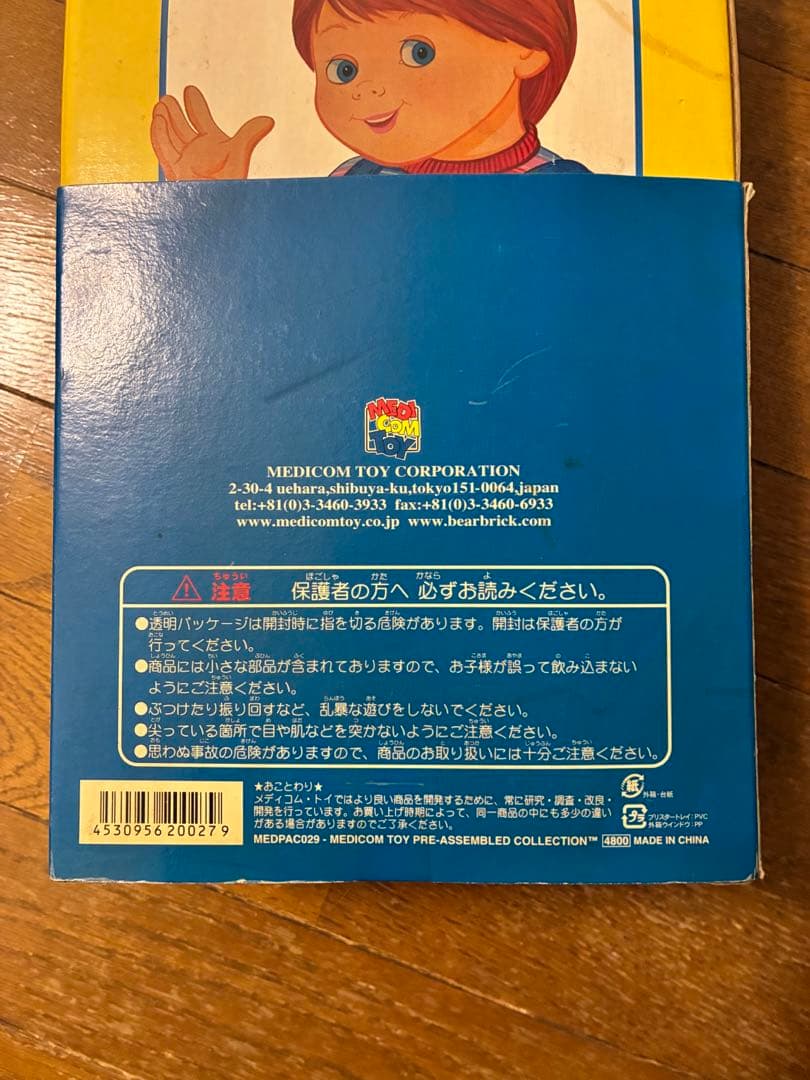 MEDI
COM
TOY
MEDICOM TOY CORPORATION
2-30-4 uehara,shibuya-ku,tokyo151-0064,japan
tel:+81(0)3-3460-3933 fax:+81(0)3-3460-6933
www.medicomtoy.co.jp www.bearbrick.com
注意 保護者の方へ 必ずお読みください。
●透明パッケージは開封時に指を切る危険があります。開封は保護者の方が
行ってください。
●商品には小さな部品が含まれておりますので、お子様が誤って飲み込まない
ようにご注意ください。
●ぶつけたり振り回すなど、乱暴な遊びをしないでください。
●尖っている箇所で目や肌などを突かないようにご注意ください。
●思わぬ事故の危険がありますので、商品のお取り扱いには十分ご注意ください。
★おことわり★
メディコム・トイではより良い商品を開発するために、常に研究・調査・改良・
開発を行っています。お買い上げ時期によって、同一商品の中にも多少の違い
がある場合がありますのでご了承ください。
紙 外箱・台紙
プラ ブリスタートレイ:PVC
外箱ウインドウ:PP
4530956200279
MEDPAC029 - MEDICOM TOY PRE-ASSEMBLED COLLECTION™ 4800 MADE IN CHINA